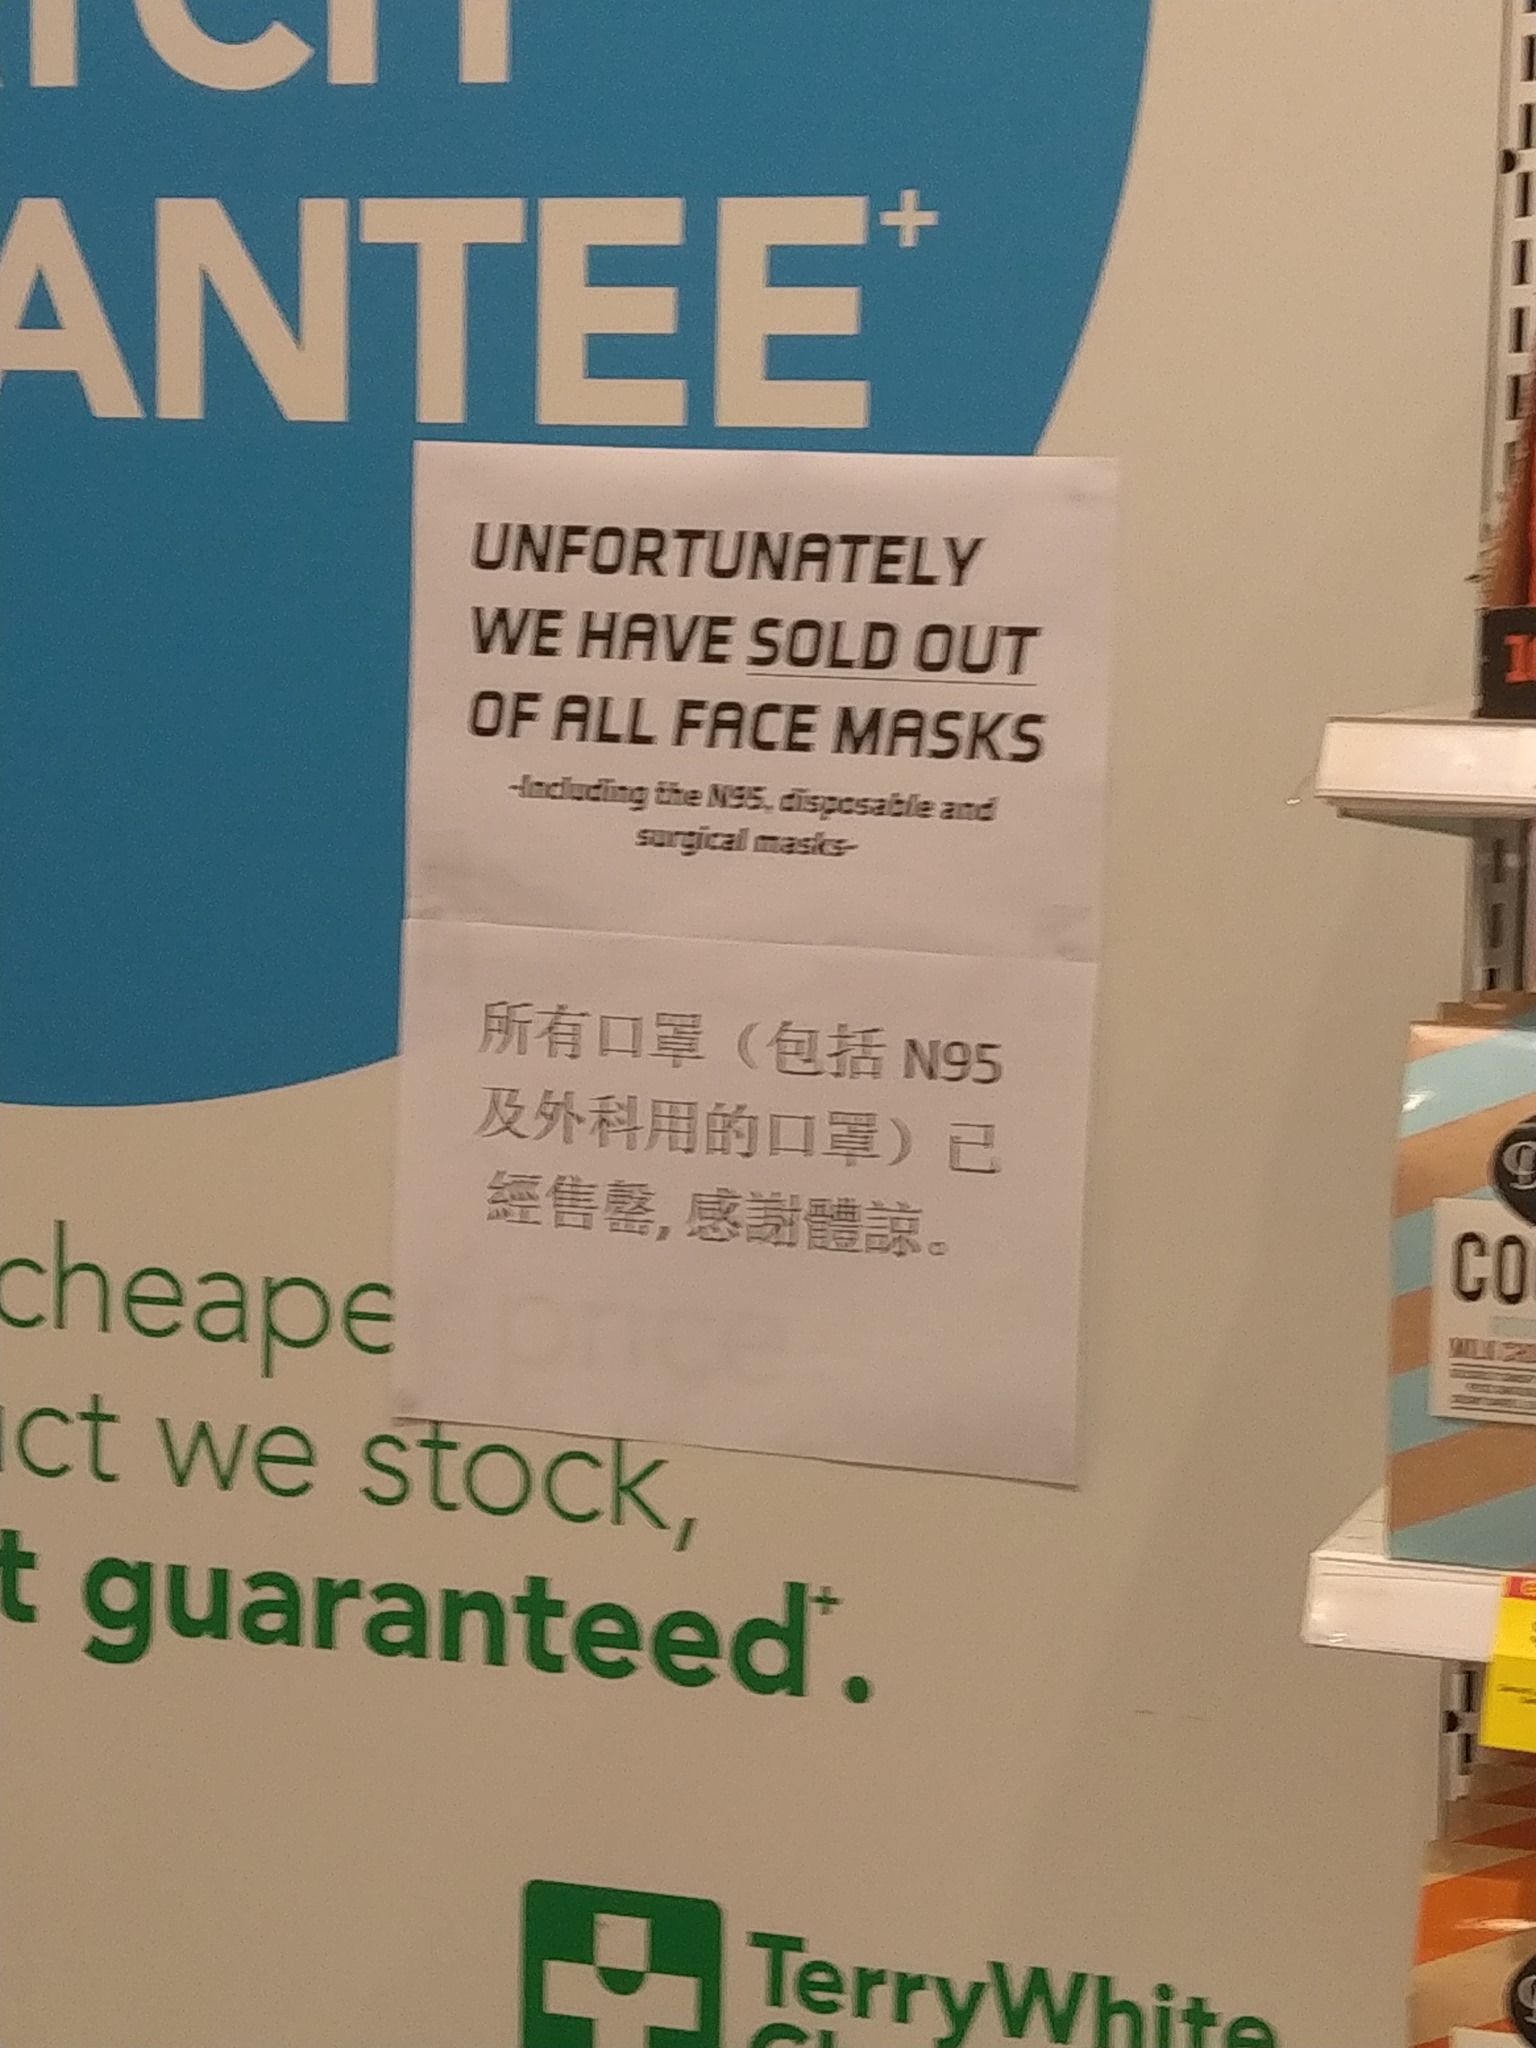 ANTEE+
UNFORTUNATELY
WE HAVE SOLD OUT
OF ALL FACE MASKS
-Including the N95, disposable and
surgical masks-
所有口罩（包括 N95
及外科用的口罩）已
經售罄, 感謝體諒。
cheape
ct we stock,
t guaranteed+.
TerryWhite
CO